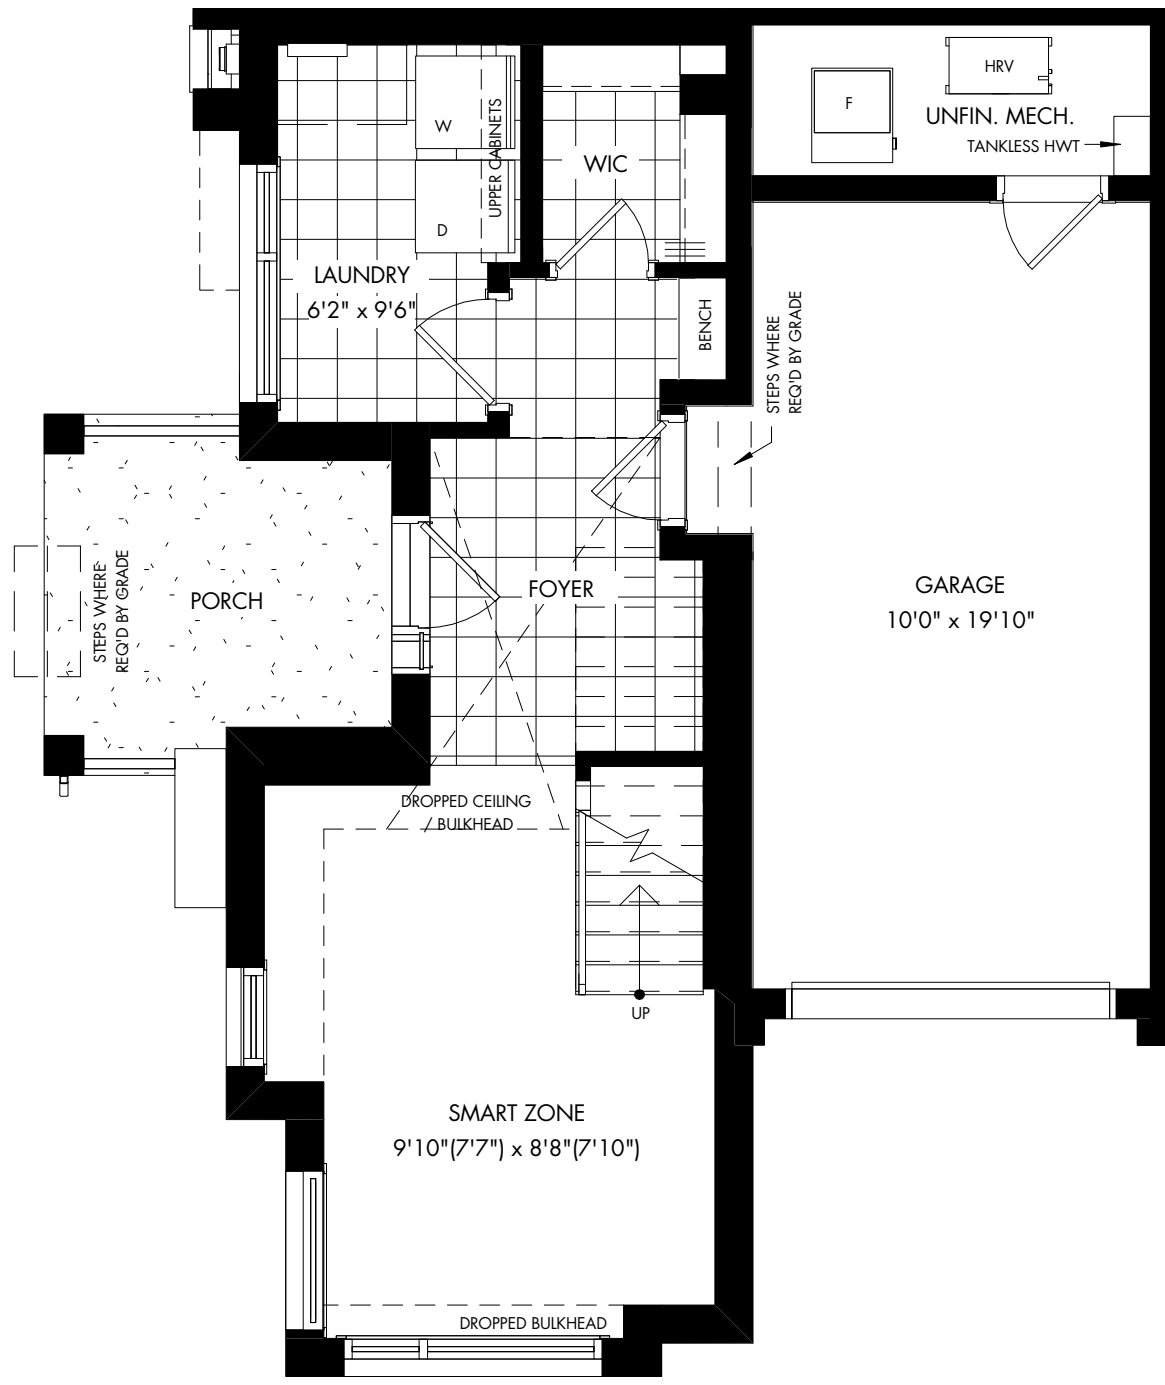 HRV
F
UNFIN. MECH.
TANKLESS HWT
W
UPPER CABINETS
WIC
D
LAUNDRY
6'2" x 9'6"
BENCH
STEPS WHERE
REQ'D BY GRADE
STEPS WHERE
REQ'D BY GRADE
PORCH
FOYER
GARAGE
10'0" x 19'10"
DROPPED CEILING
/ BULKHEAD
UP
SMART ZONE
9'10"(7'7") x 8'8"(7'10")
DROPPED BULKHEAD